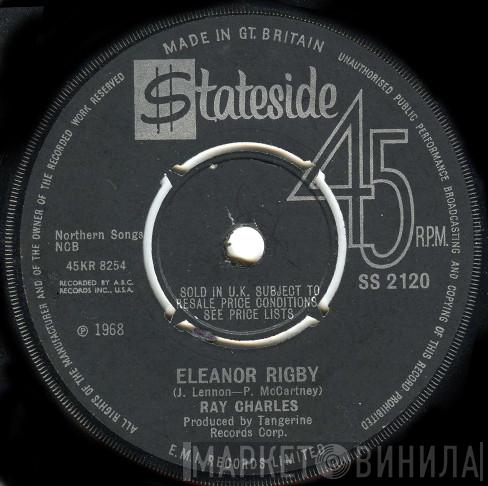 MADE IN GT. BRITAIN
$tateside
45
R.P.M.
SS 2120
Northern Songs
NCB
45KR 8254
RECORDED BY A.B.C.
RECORDS INC., U.S.A.
℗ 1968
SOLD IN U.K. SUBJECT TO
RESALE PRICE CONDITIONS,
SEE PRICE LISTS
ELEANOR RIGBY
(J. Lennon—P. McCartney)
RAY CHARLES
Produced by Tangerine
Records Corp.
E.M.I. RECORDS LIMITED
ALL RIGHTS OF THE MANUFACTURER AND OF THE OWNER OF THE RECORDED WORK RESERVED
UNAUTHORISED PUBLIC PERFORMANCE BROADCASTING AND COPYING OF THIS RECORD PROHIBITED
МАРКЕТ ВИНИЛА